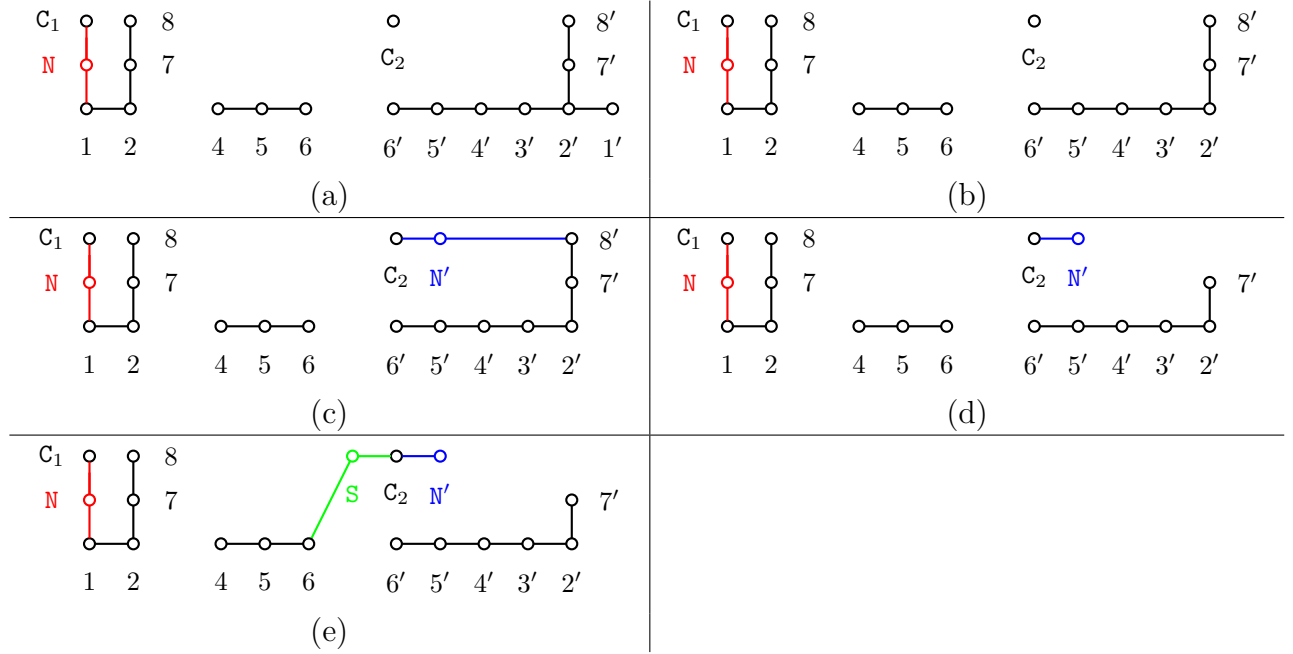 C₁ 8 C₂ 8′
N 7 7′
1 2 4 5 6 6′ 5′ 4′ 3′ 2′ 1′
(a)
C₁ 8 C₂ 8′
N 7 7′
1 2 4 5 6 6′ 5′ 4′ 3′ 2′
(b)
C₁ 8 8′
N 7 C₂ N′ 7′
1 2 4 5 6 6′ 5′ 4′ 3′ 2′
(c)
C₁ 8
N 7 C₂ N′ 7′
1 2 4 5 6 6′ 5′ 4′ 3′ 2′
(d)
C₁ 8
N 7 S C₂ N′ 7′
1 2 4 5 6 6′ 5′ 4′ 3′ 2′
(e)